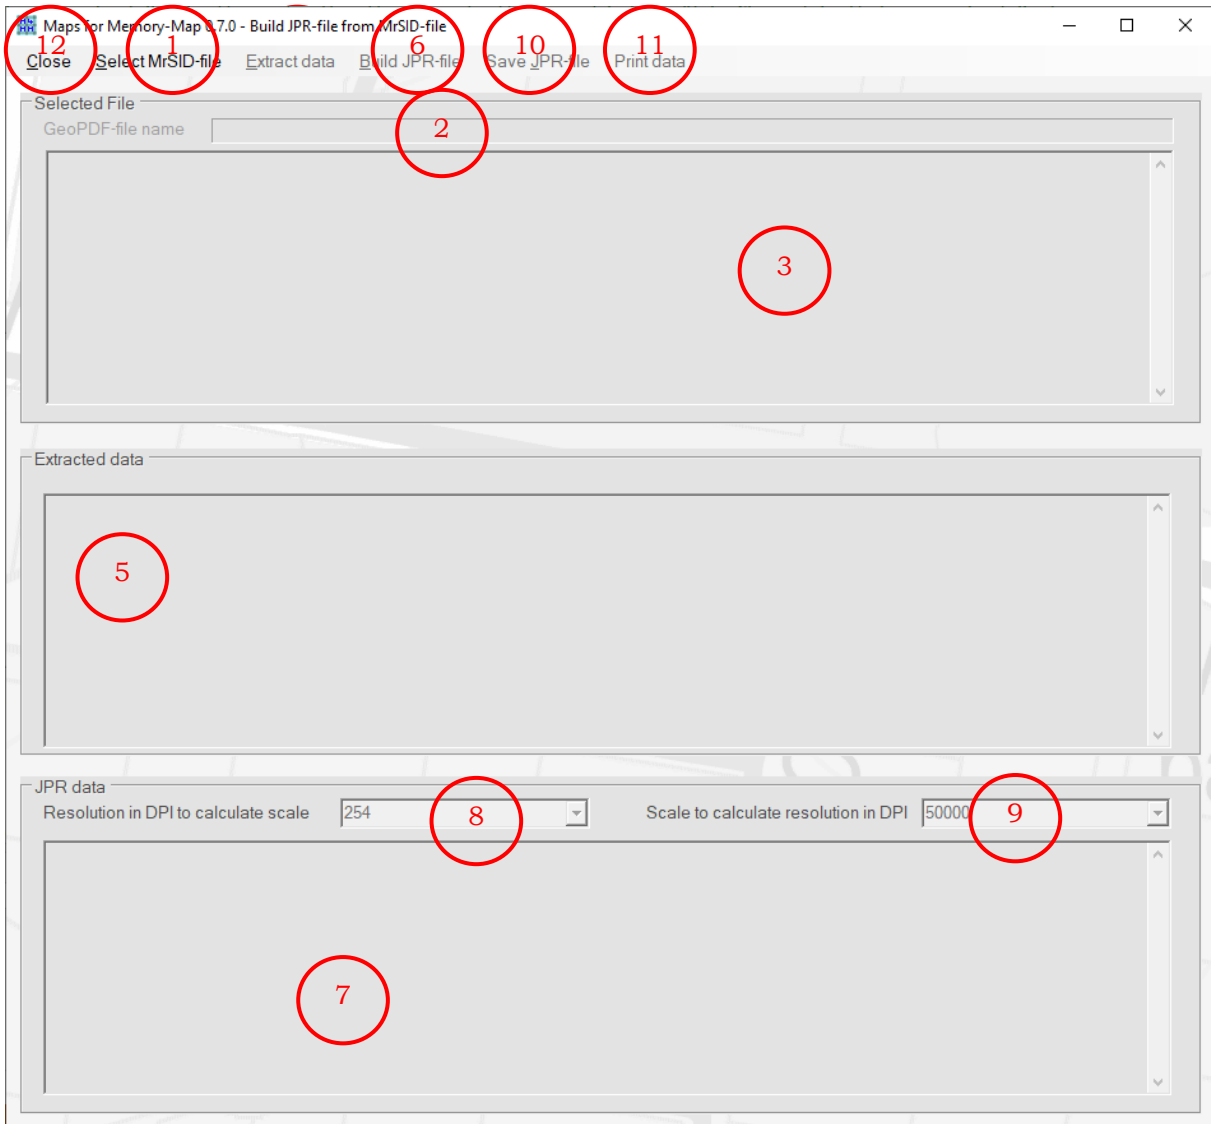 Maps for Memory-Map 0.7.0 - Build JPR-file from MrSID-file
12 1 6 10 11
Close Select MrSID-file Extract data Build JPR-file Save JPR-file Print data
Selected File
GeoPDF-file name 2
3
Extracted data
5
JPR data
Resolution in DPI to calculate scale 254 8 Scale to calculate resolution in DPI 50000 9
7